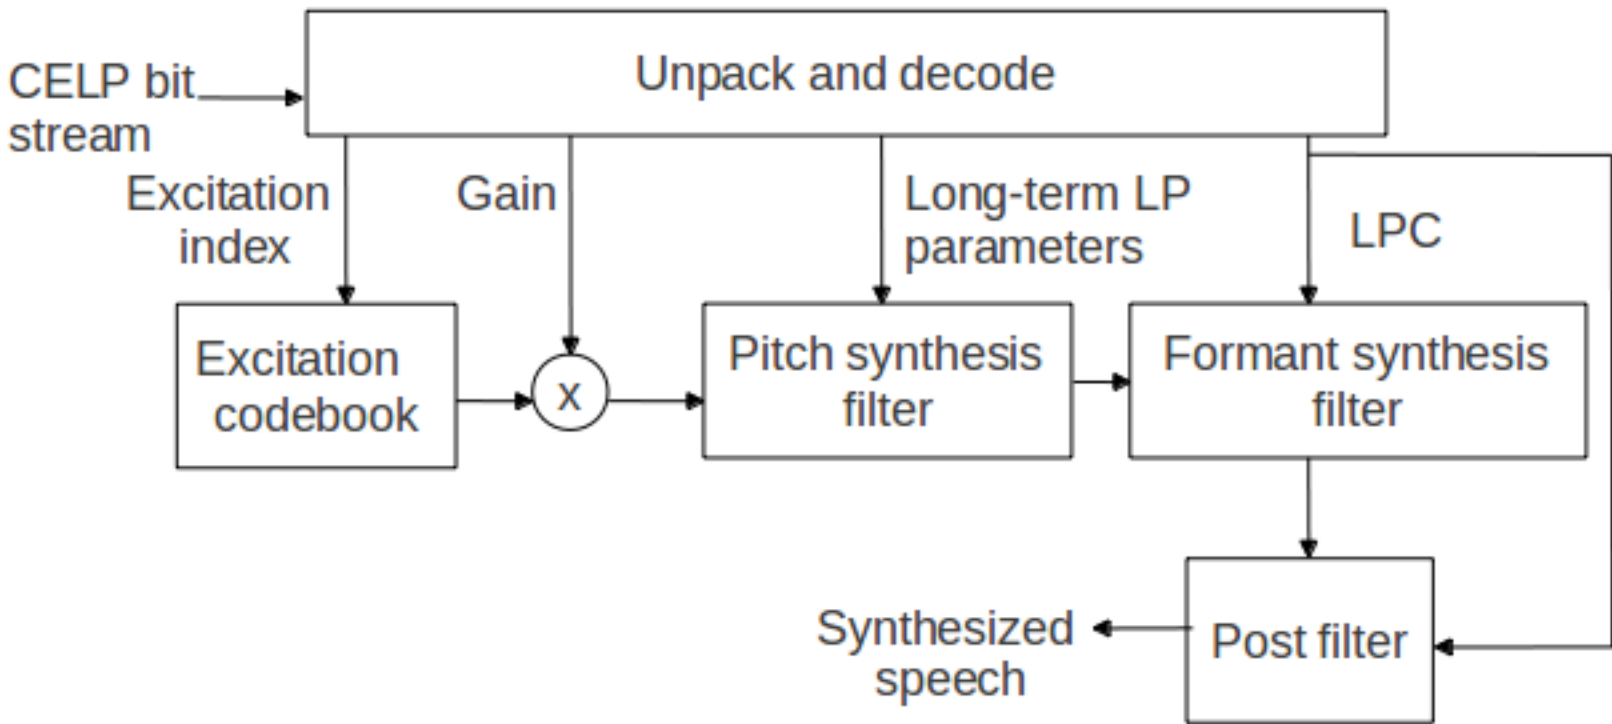 Unpack and decode
CELP bit
stream
Excitation
index
Gain
Long-term LP
parameters
LPC
Excitation
codebook
x
Pitch synthesis
filter
Formant synthesis
filter
Synthesized
speech
Post filter